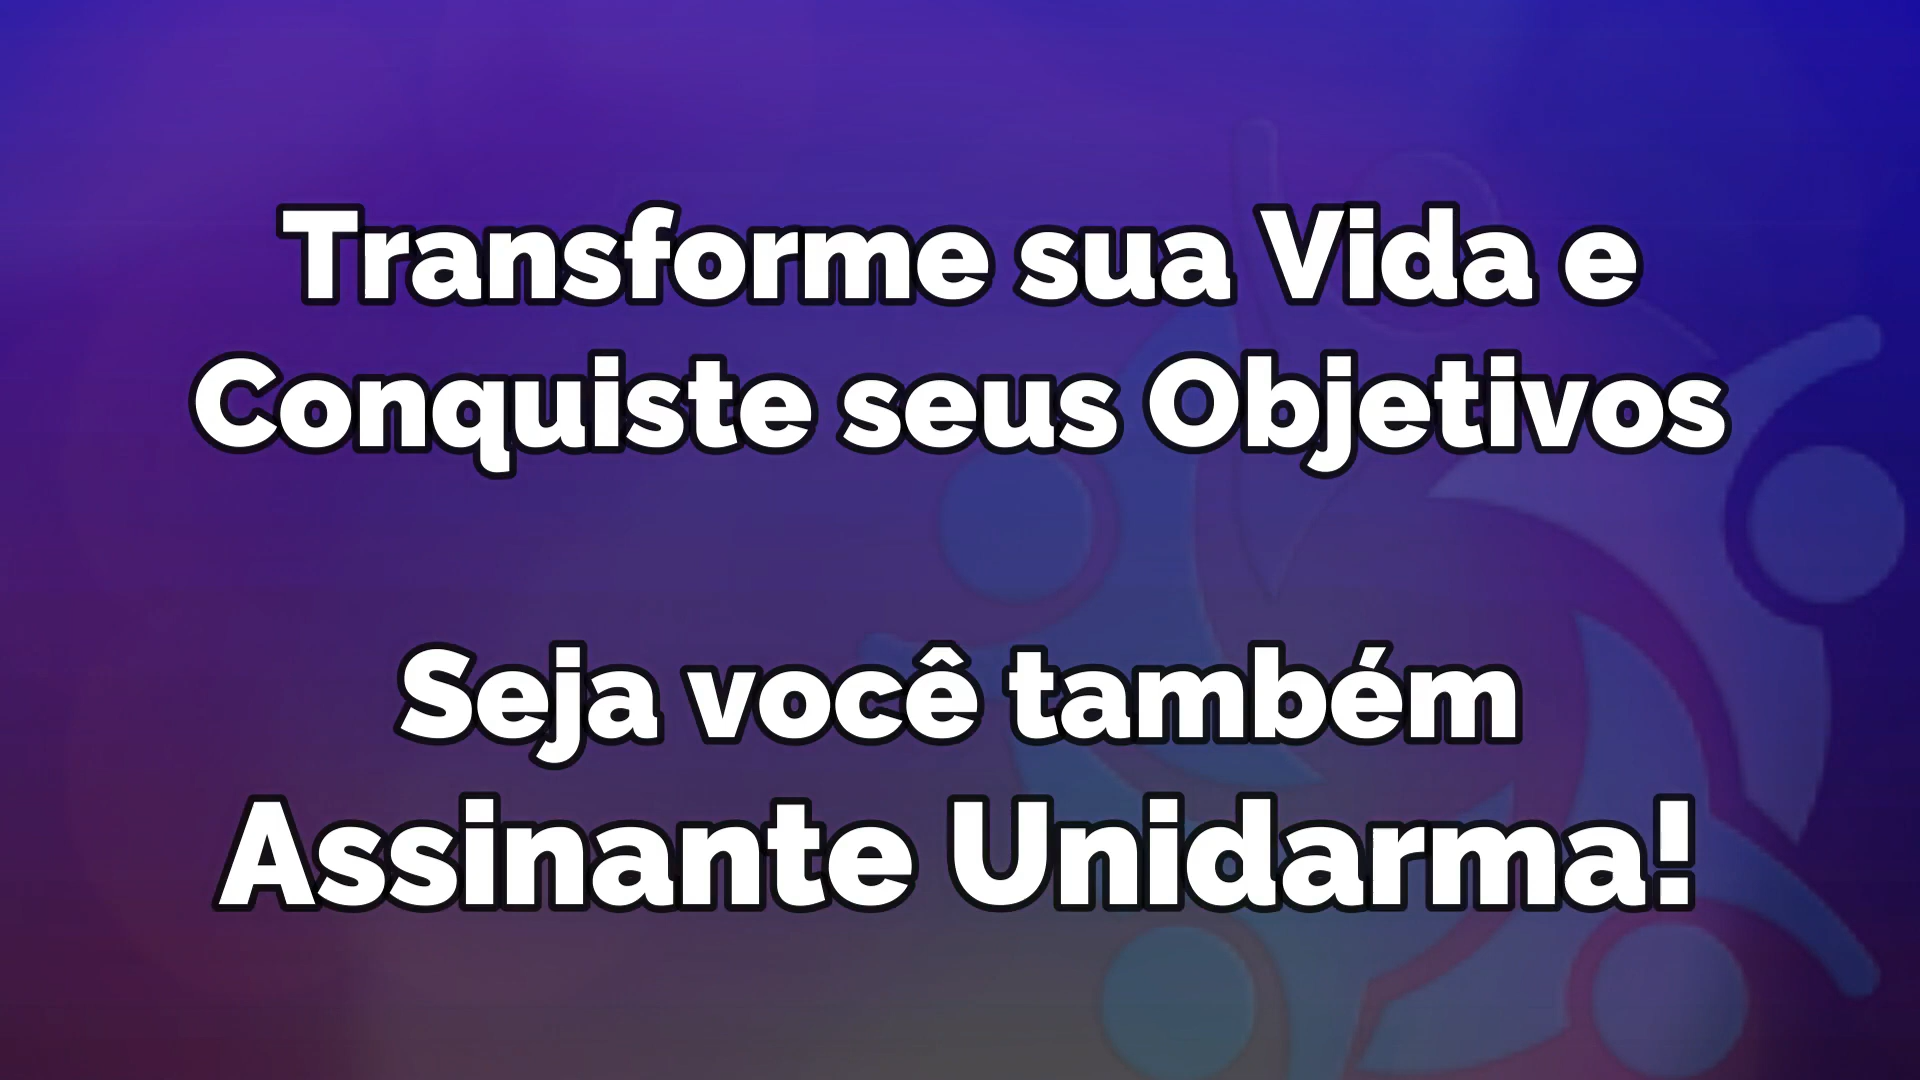 Transforme sua Vida e
Conquiste seus Objetivos
Seja você também
Assinante Unidarma!